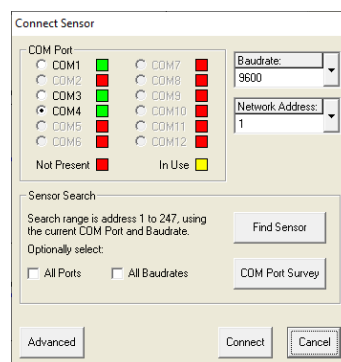 Connect Sensor
COM Port
COM1 COM7
COM2 COM8
COM3 COM9
COM4 COM10
COM5 COM11
COM6 COM12
Not Present In Use
Baudrate:
9600
Network Address:
1
Sensor Search
Search range is address 1 to 247, using
the current COM Port and Baudrate.
Optionally select:
All Ports All Baudrates
Find Sensor
COM Port Survey
Advanced Connect Cancel